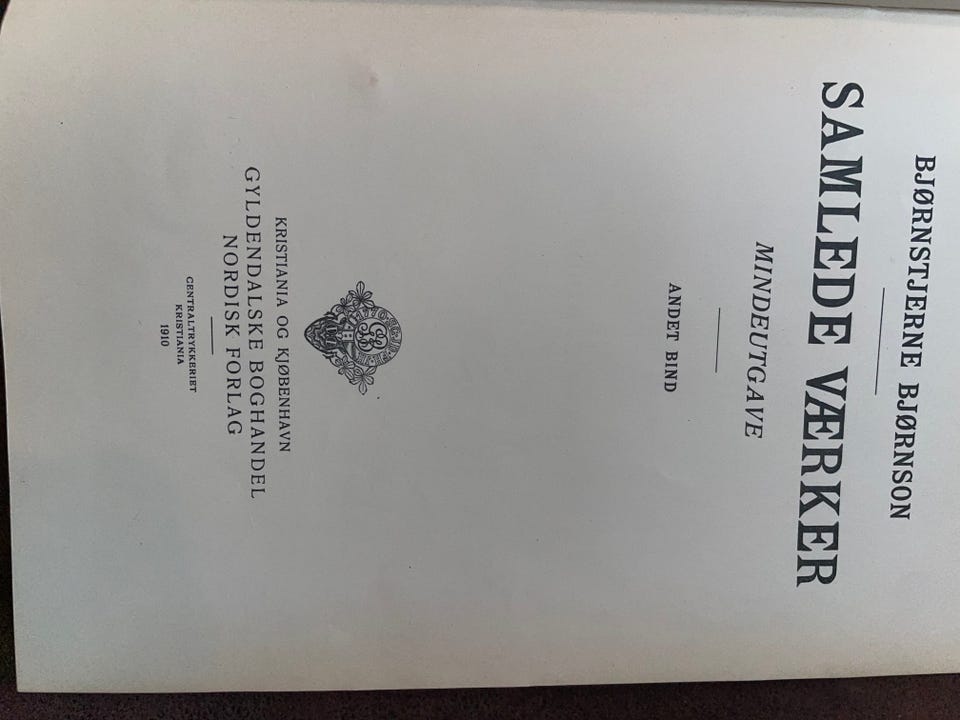 BJØRNSTJERNE BJØRNSON
SAMLEDE VÆRKER
MINDEUTGAVE
ANDET BIND
KRISTIANIA OG KJØBENHAVN
GYLDENDALSKE BOGHANDEL
NORDISK FORLAG
CENTRALTRYKKERIET
KRISTIANIA
1910